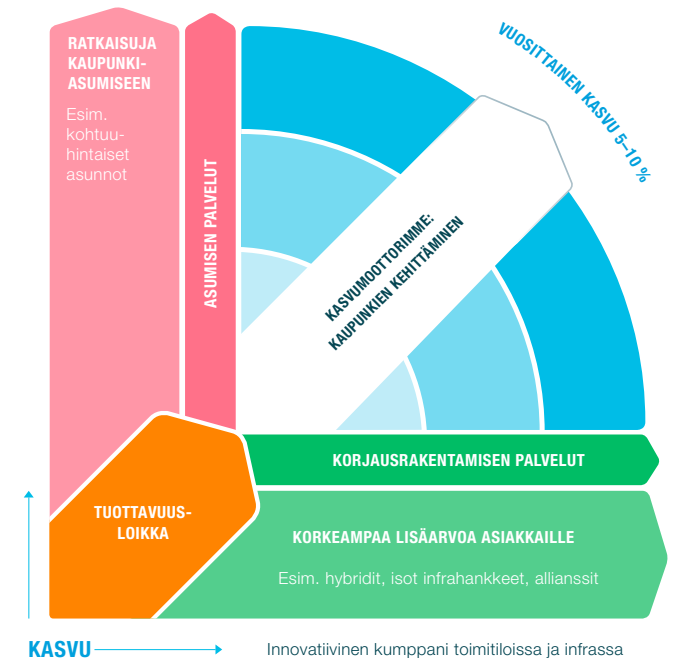 RATKAISUJA
KAUPUNKI-
ASUMISEEN
Esim.
kohtuu-
hintaiset
asunnot
ASUMISEN PALVELUT
VUOSITTAINEN KASVU 5–10 %
KASVUMOOTTORIMME:
KAUPUNKIEN KEHITTÄMINEN
KORJAUSRAKENTAMISEN PALVELUT
TUOTTAVUUS-
LOIKKA
KORKEAMPAA LISÄARVOA ASIAKKAILLE
Esim. hybridit, isot infrahankkeet, allianssit
KASVU
Innovatiivinen kumppani toimitiloissa ja infrassa